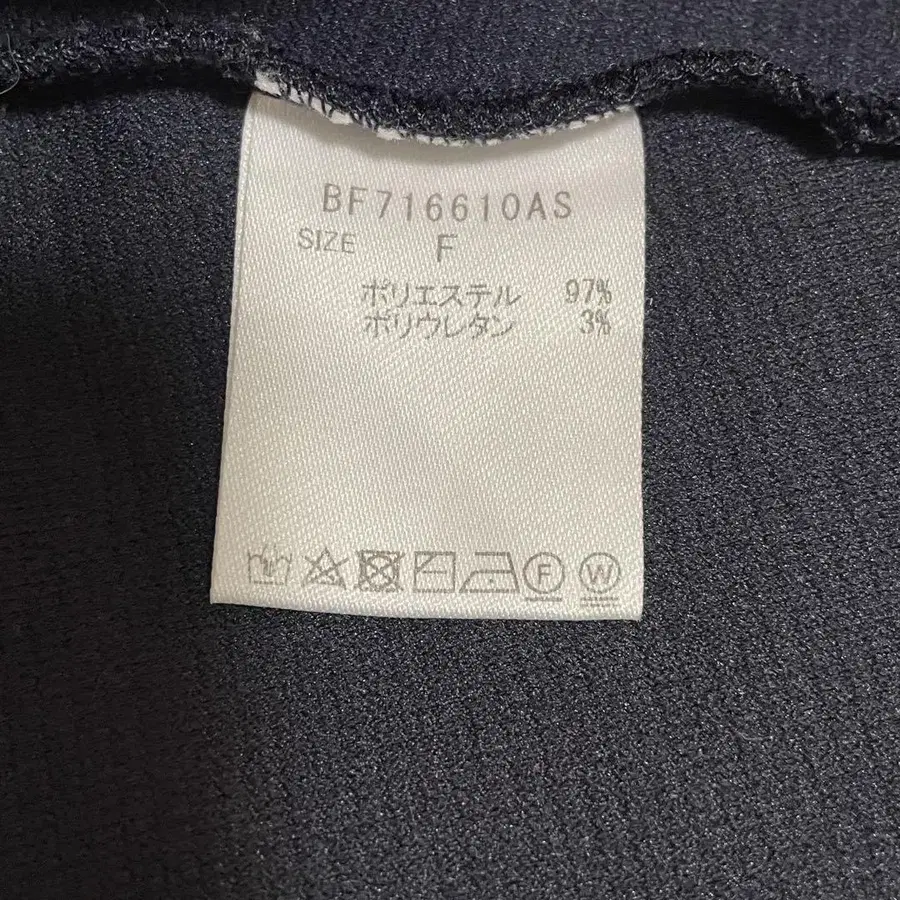 BF716610AS
SIZE F
ポリエステル 97%
ポリウレタン 3%
F W